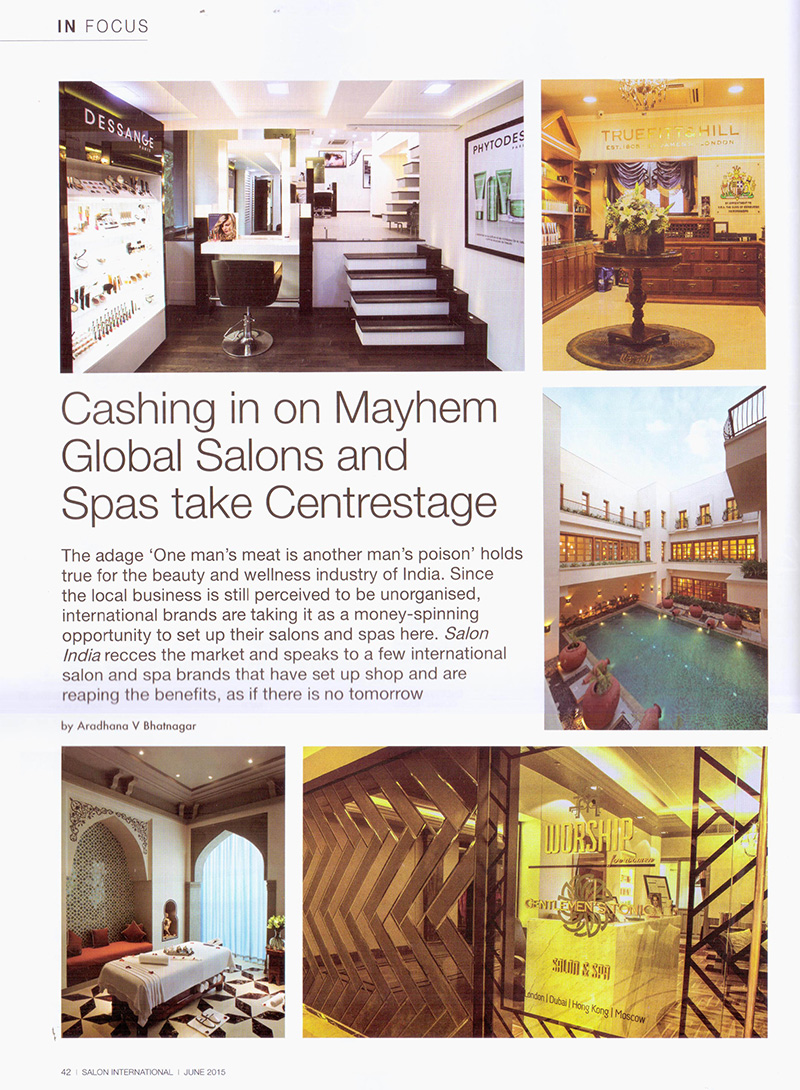 IN FOCUS
DESSANGE
PARIS
PHYTODES
TRUEFITT & HILL
EST. 1805 LONDON
Cashing in on Mayhem
Global Salons and
Spas take Centrestage
The adage ‘One man’s meat is another man’s poison’ holds
true for the beauty and wellness industry of India. Since
the local business is still perceived to be unorganised,
international brands are taking it as a money-spinning
opportunity to set up their salons and spas here. Salon
India recces the market and speaks to a few international
salon and spa brands that have set up shop and are
reaping the benefits, as if there is no tomorrow
by Aradhana V Bhatnagar
WORSHIP
GENTLEMEN'S TONIC
SALON & SPA
London | Dubai | Hong Kong | Moscow
42 | SALON INTERNATIONAL | JUNE 2015